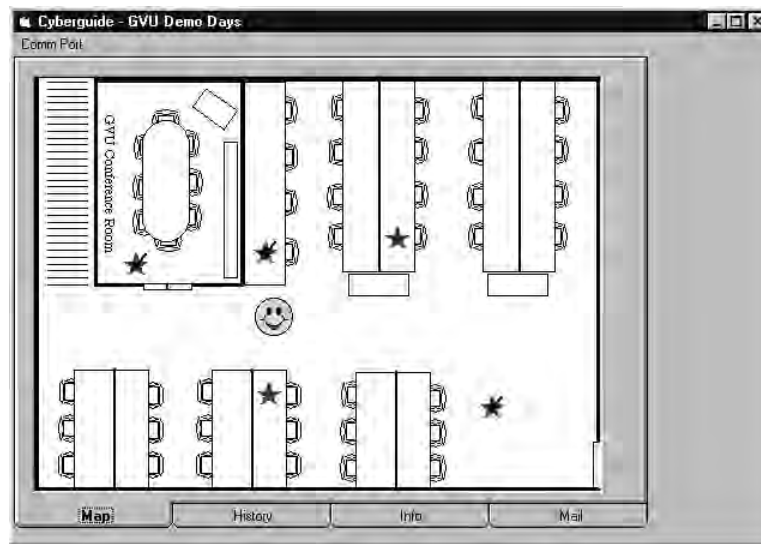 Cyberguide - GVU Demo Days
Comm Port
GVU Conference Room
Map
History
Info
Mail